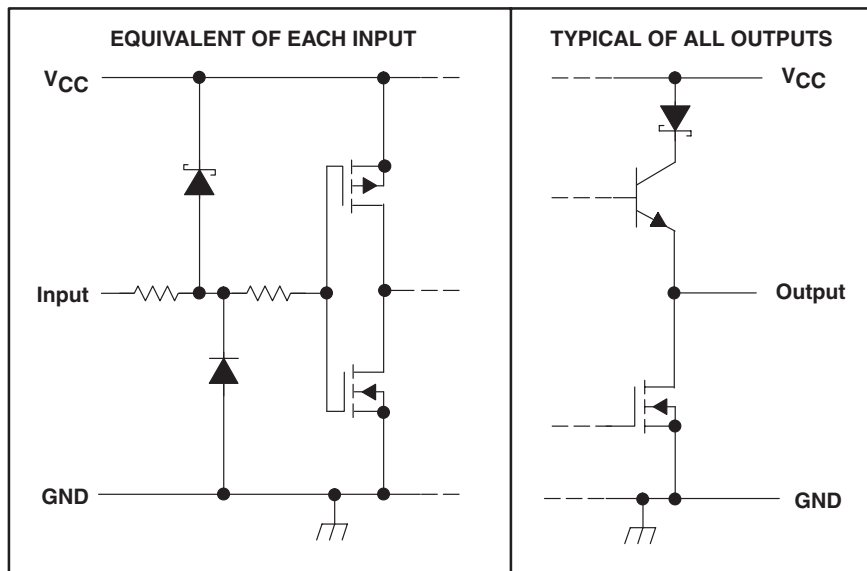 EQUIVALENT OF EACH INPUT
VCC
Input
GND
TYPICAL OF ALL OUTPUTS
VCC
Output
GND